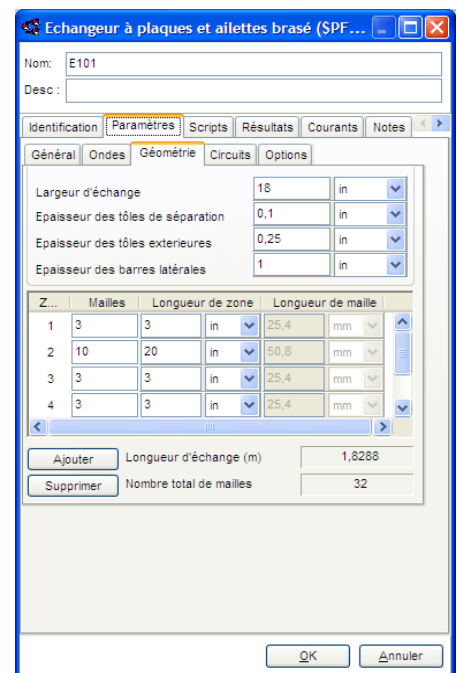 Echangeur à plaques et ailettes brasé ($PF...
Nom: E101
Desc :
Identification Paramètres Scripts Résultats Courants Notes
Général Ondes Géométrie Circuits Options
Largeur d'échange 18 in
Epaisseur des tôles de séparation 0,1 in
Epaisseur des tôles exterieures 0,25 in
Epaisseur des barres latérales 1 in
Z... Mailles Longueur de zone Longueur de maille
1 3 3 in 25,4 mm
2 10 20 in 50,8 mm
3 3 3 in 25,4 mm
4 3 3 in 25,4 mm
Ajouter Longueur d'échange (m) 1,8288
Supprimer Nombre total de mailles 32
OK Annuler